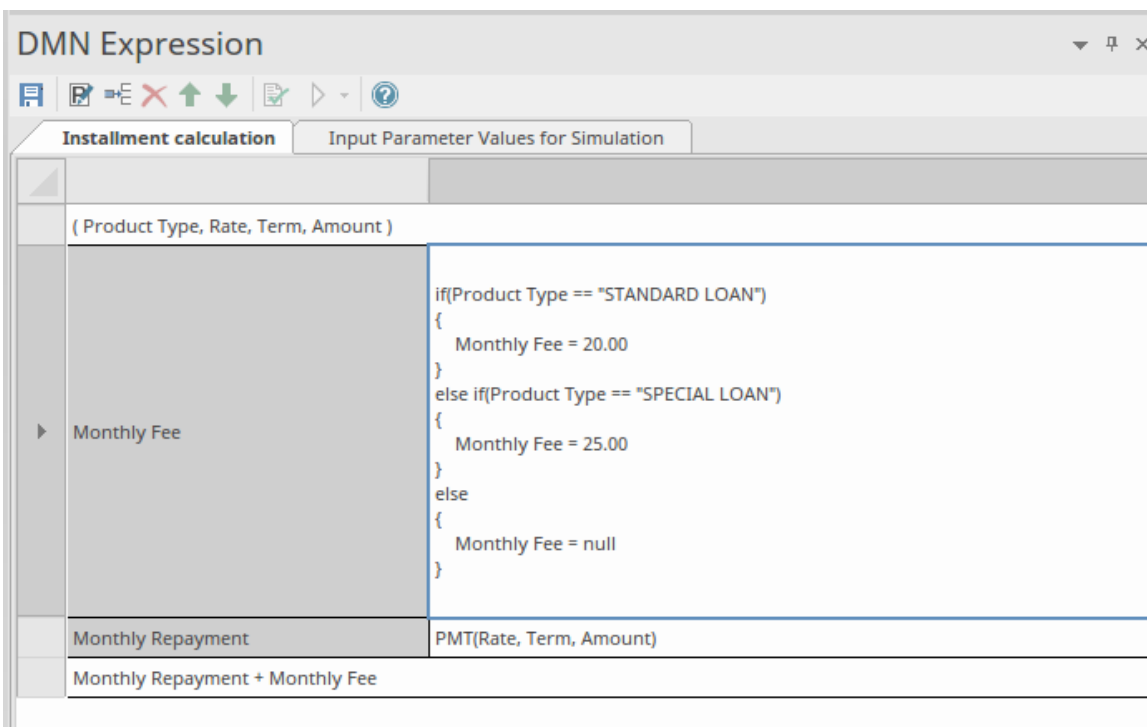 DMN Expression
Installment calculation
Input Parameter Values for Simulation
( Product Type, Rate, Term, Amount )
Monthly Fee
if(Product Type == "STANDARD LOAN")
{
Monthly Fee = 20.00
}
else if(Product Type == "SPECIAL LOAN")
{
Monthly Fee = 25.00
}
else
{
Monthly Fee = null
}
Monthly Repayment
PMT(Rate, Term, Amount)
Monthly Repayment + Monthly Fee